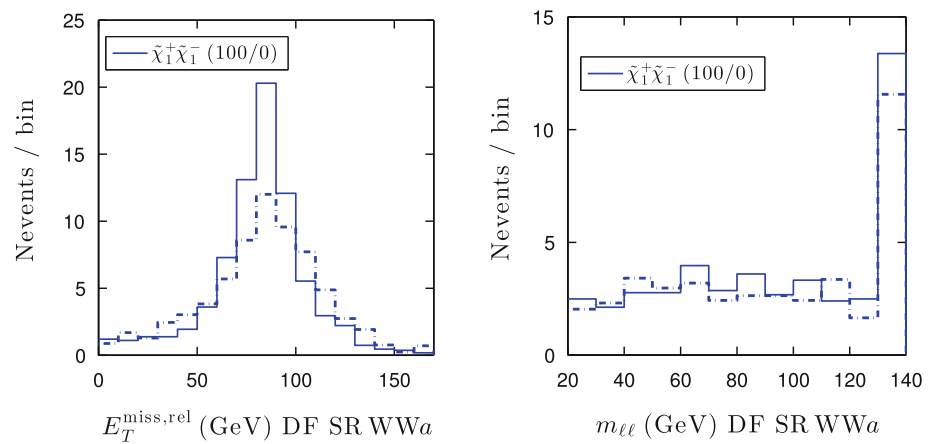 25
20
15
10
5
0
Nevents / bin
χ̃₁⁺χ̃₁⁻ (100/0)
0 50 100 150
E_T^{miss,rel} (GeV) DF SR WWa
15
10
5
0
Nevents / bin
χ̃₁⁺χ̃₁⁻ (100/0)
20 40 60 80 100 120 140
m_{ℓℓ} (GeV) DF SR WWa